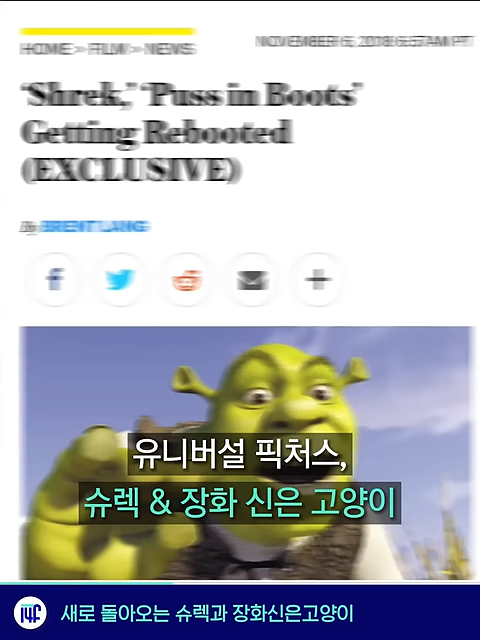 HOME > FILM > NEWS
NOVEMBER 6, 2018 6:57AM PT
‘Shrek,’ ‘Puss in Boots’
Getting Rebooted
(EXCLUSIVE)
By BRENT LANG
유니버설 픽처스,
슈렉 & 장화 신은 고양이
14F
새로 돌아오는 슈렉과 장화신은고양이